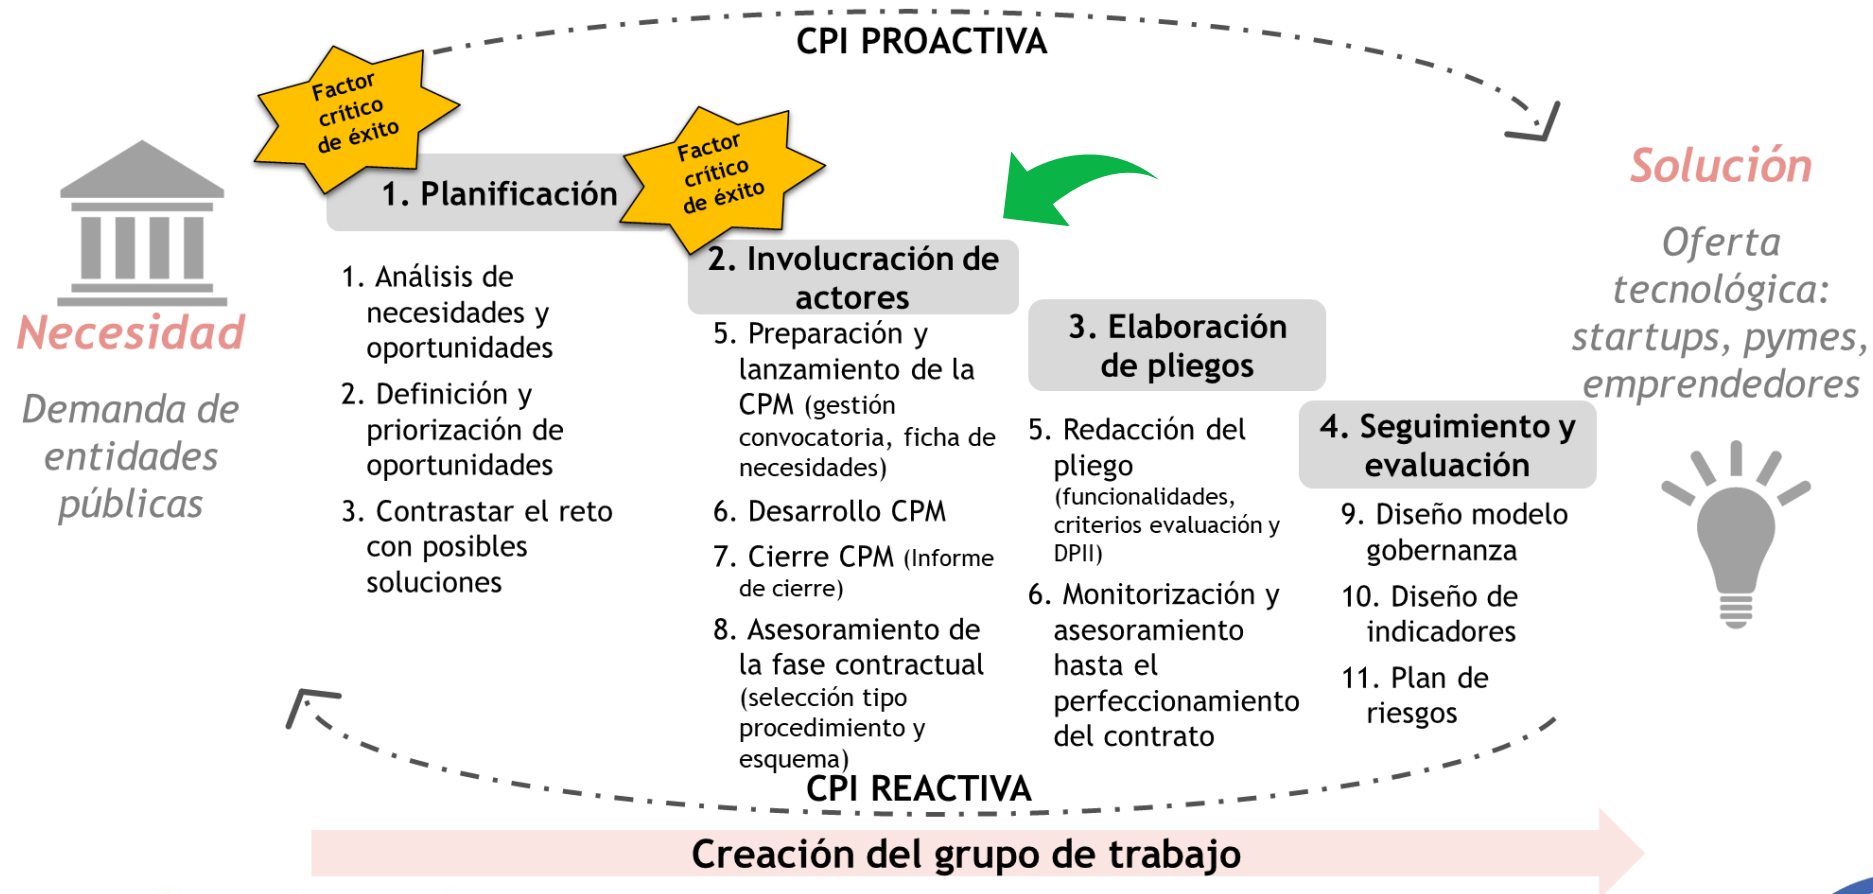 CPI PROACTIVA
Factor
crítico
de éxito
Factor
crítico
de éxito
Necesidad
Demanda de
entidades
públicas
1. Planificación
1. Análisis de
necesidades y
oportunidades
2. Definición y
priorización de
oportunidades
3. Contrastar el reto
con posibles
soluciones
2. Involucración de
actores
5. Preparación y
lanzamiento de la
CPM (gestión
convocatoria, ficha de
necesidades)
6. Desarrollo CPM
7. Cierre CPM (Informe
de cierre)
8. Asesoramiento de
la fase contractual
(selección tipo
procedimiento y
esquema)
3. Elaboración
de pliegos
5. Redacción del
pliego
(funcionalidades,
criterios evaluación y
DPII)
6. Monitorización y
asesoramiento
hasta el
perfeccionamiento
del contrato
4. Seguimiento y
evaluación
9. Diseño modelo
gobernanza
10. Diseño de
indicadores
11. Plan de
riesgos
Solución
Oferta
tecnológica:
startups, pymes,
emprendedores
CPI REACTIVA
Creación del grupo de trabajo